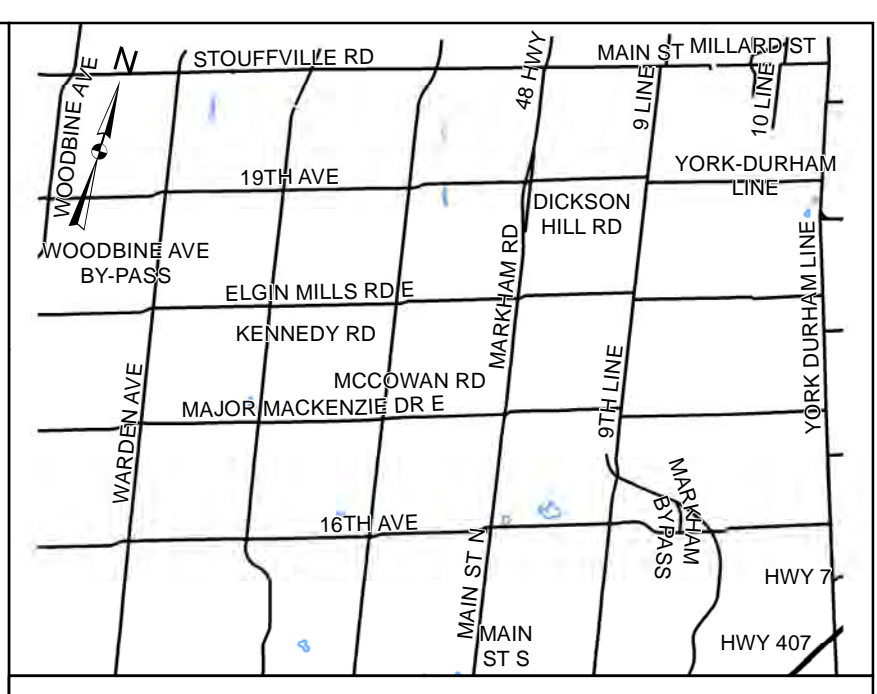 N
STOUFFVILLE RD
MAIN ST
MILLARD ST
WOODBINE AVE
48 HWY
9 LINE
10 LINE
19TH AVE
YORK-DURHAM
LINE
DICKSON
HILL RD
WOODBINE AVE
BY-PASS
MARKHAM RD
YORK DURHAM LINE
ELGIN MILLS RD E
KENNEDY RD
MCCOWAN RD
MAJOR MACKENZIE DR E
WARDEN AVE
9TH LINE
MARKHAM
BYPASS
16TH AVE
MAIN ST N
HWY 7
MAIN
ST S
HWY 407